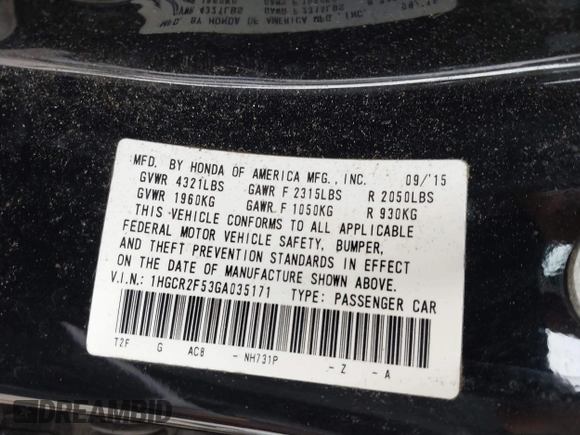 MFD. BY HONDA OF AMERICA MFG., INC. 09/'15
GVWR 4321LBS GAWR F 2315LBS R 2050LBS
GVWR 1960KG GAWR F 1050KG R 930KG
THIS VEHICLE CONFORMS TO ALL APPLICABLE
FEDERAL MOTOR VEHICLE SAFETY, BUMPER,
AND THEFT PREVENTION STANDARDS IN EFFECT
ON THE DATE OF MANUFACTURE SHOWN ABOVE.
V.I.N.: 1HGCR2F53GA035171 TYPE: PASSENGER CAR
T2F G AC8 - NH731P - Z - A
DREAMBID